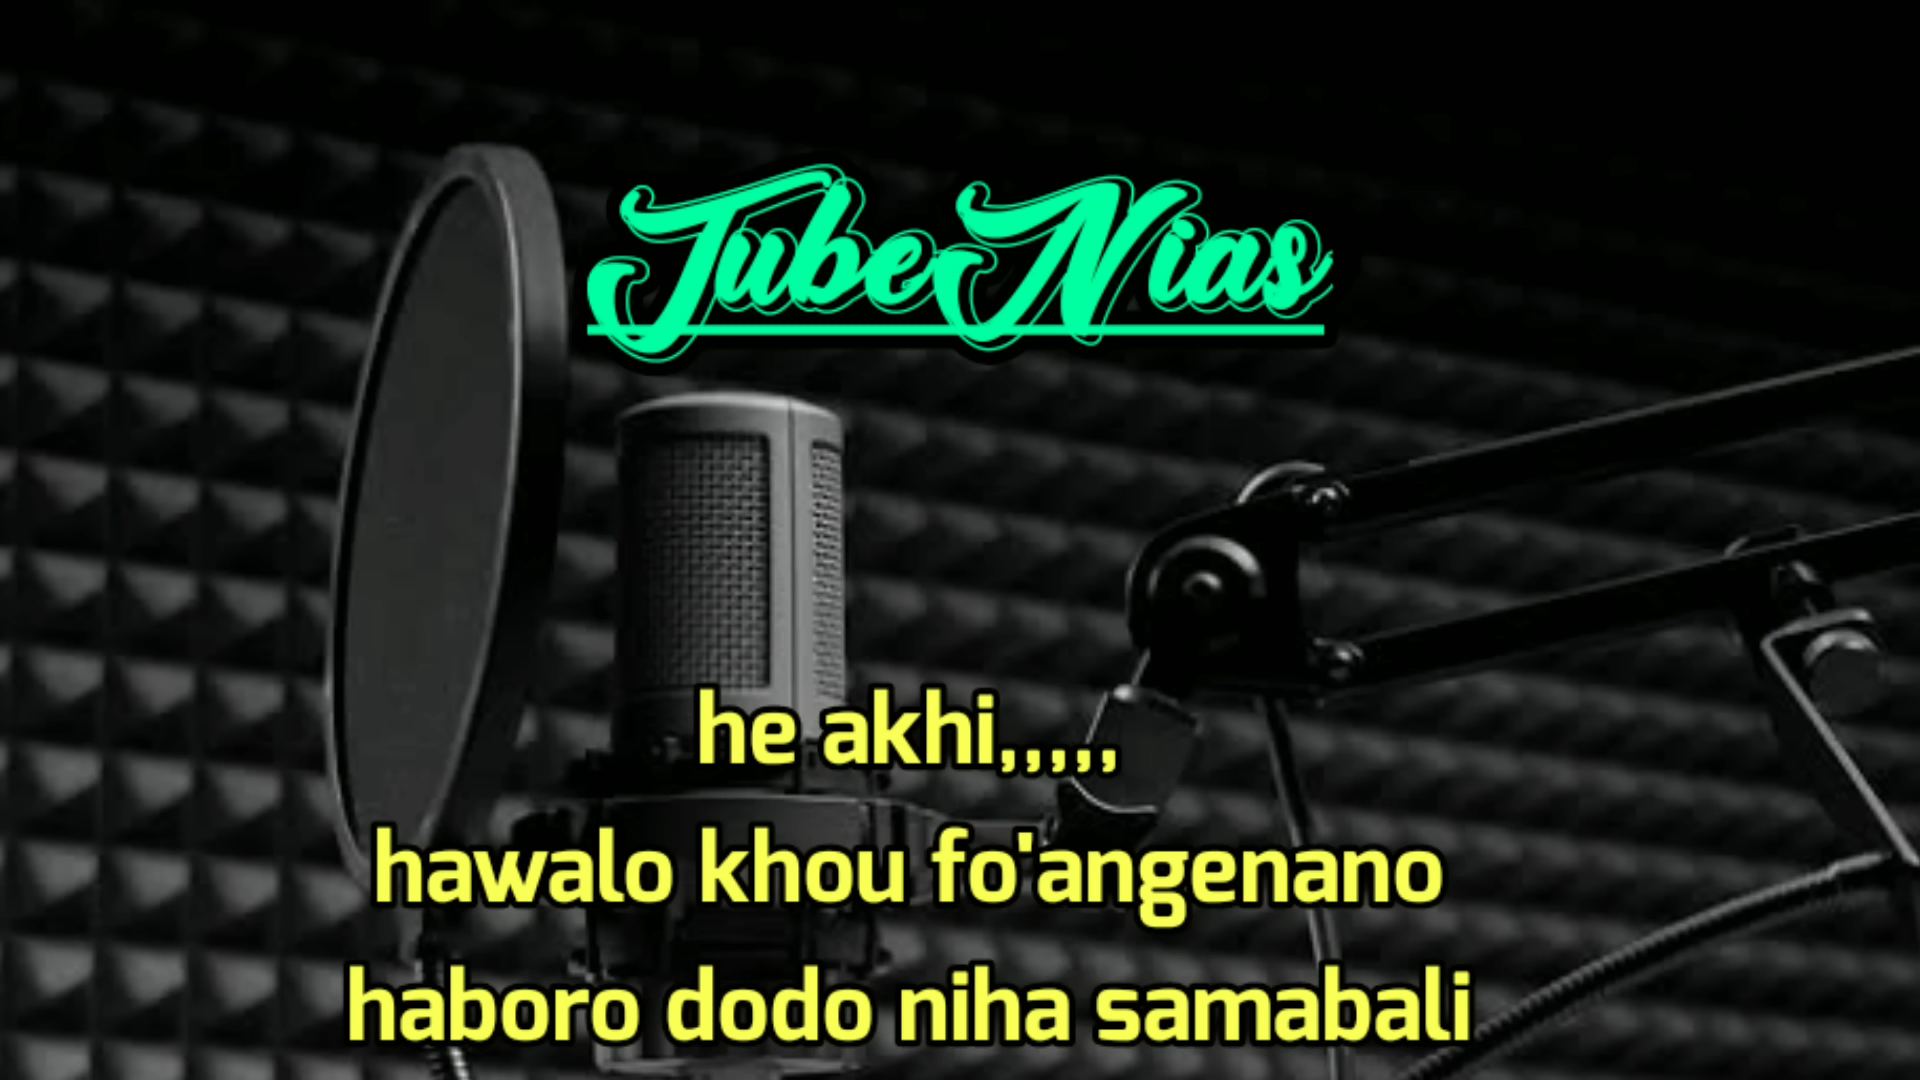 TubeNias
he akhi,,,,,
hawalo khou fo'angenano
haboro dodo niha samabali